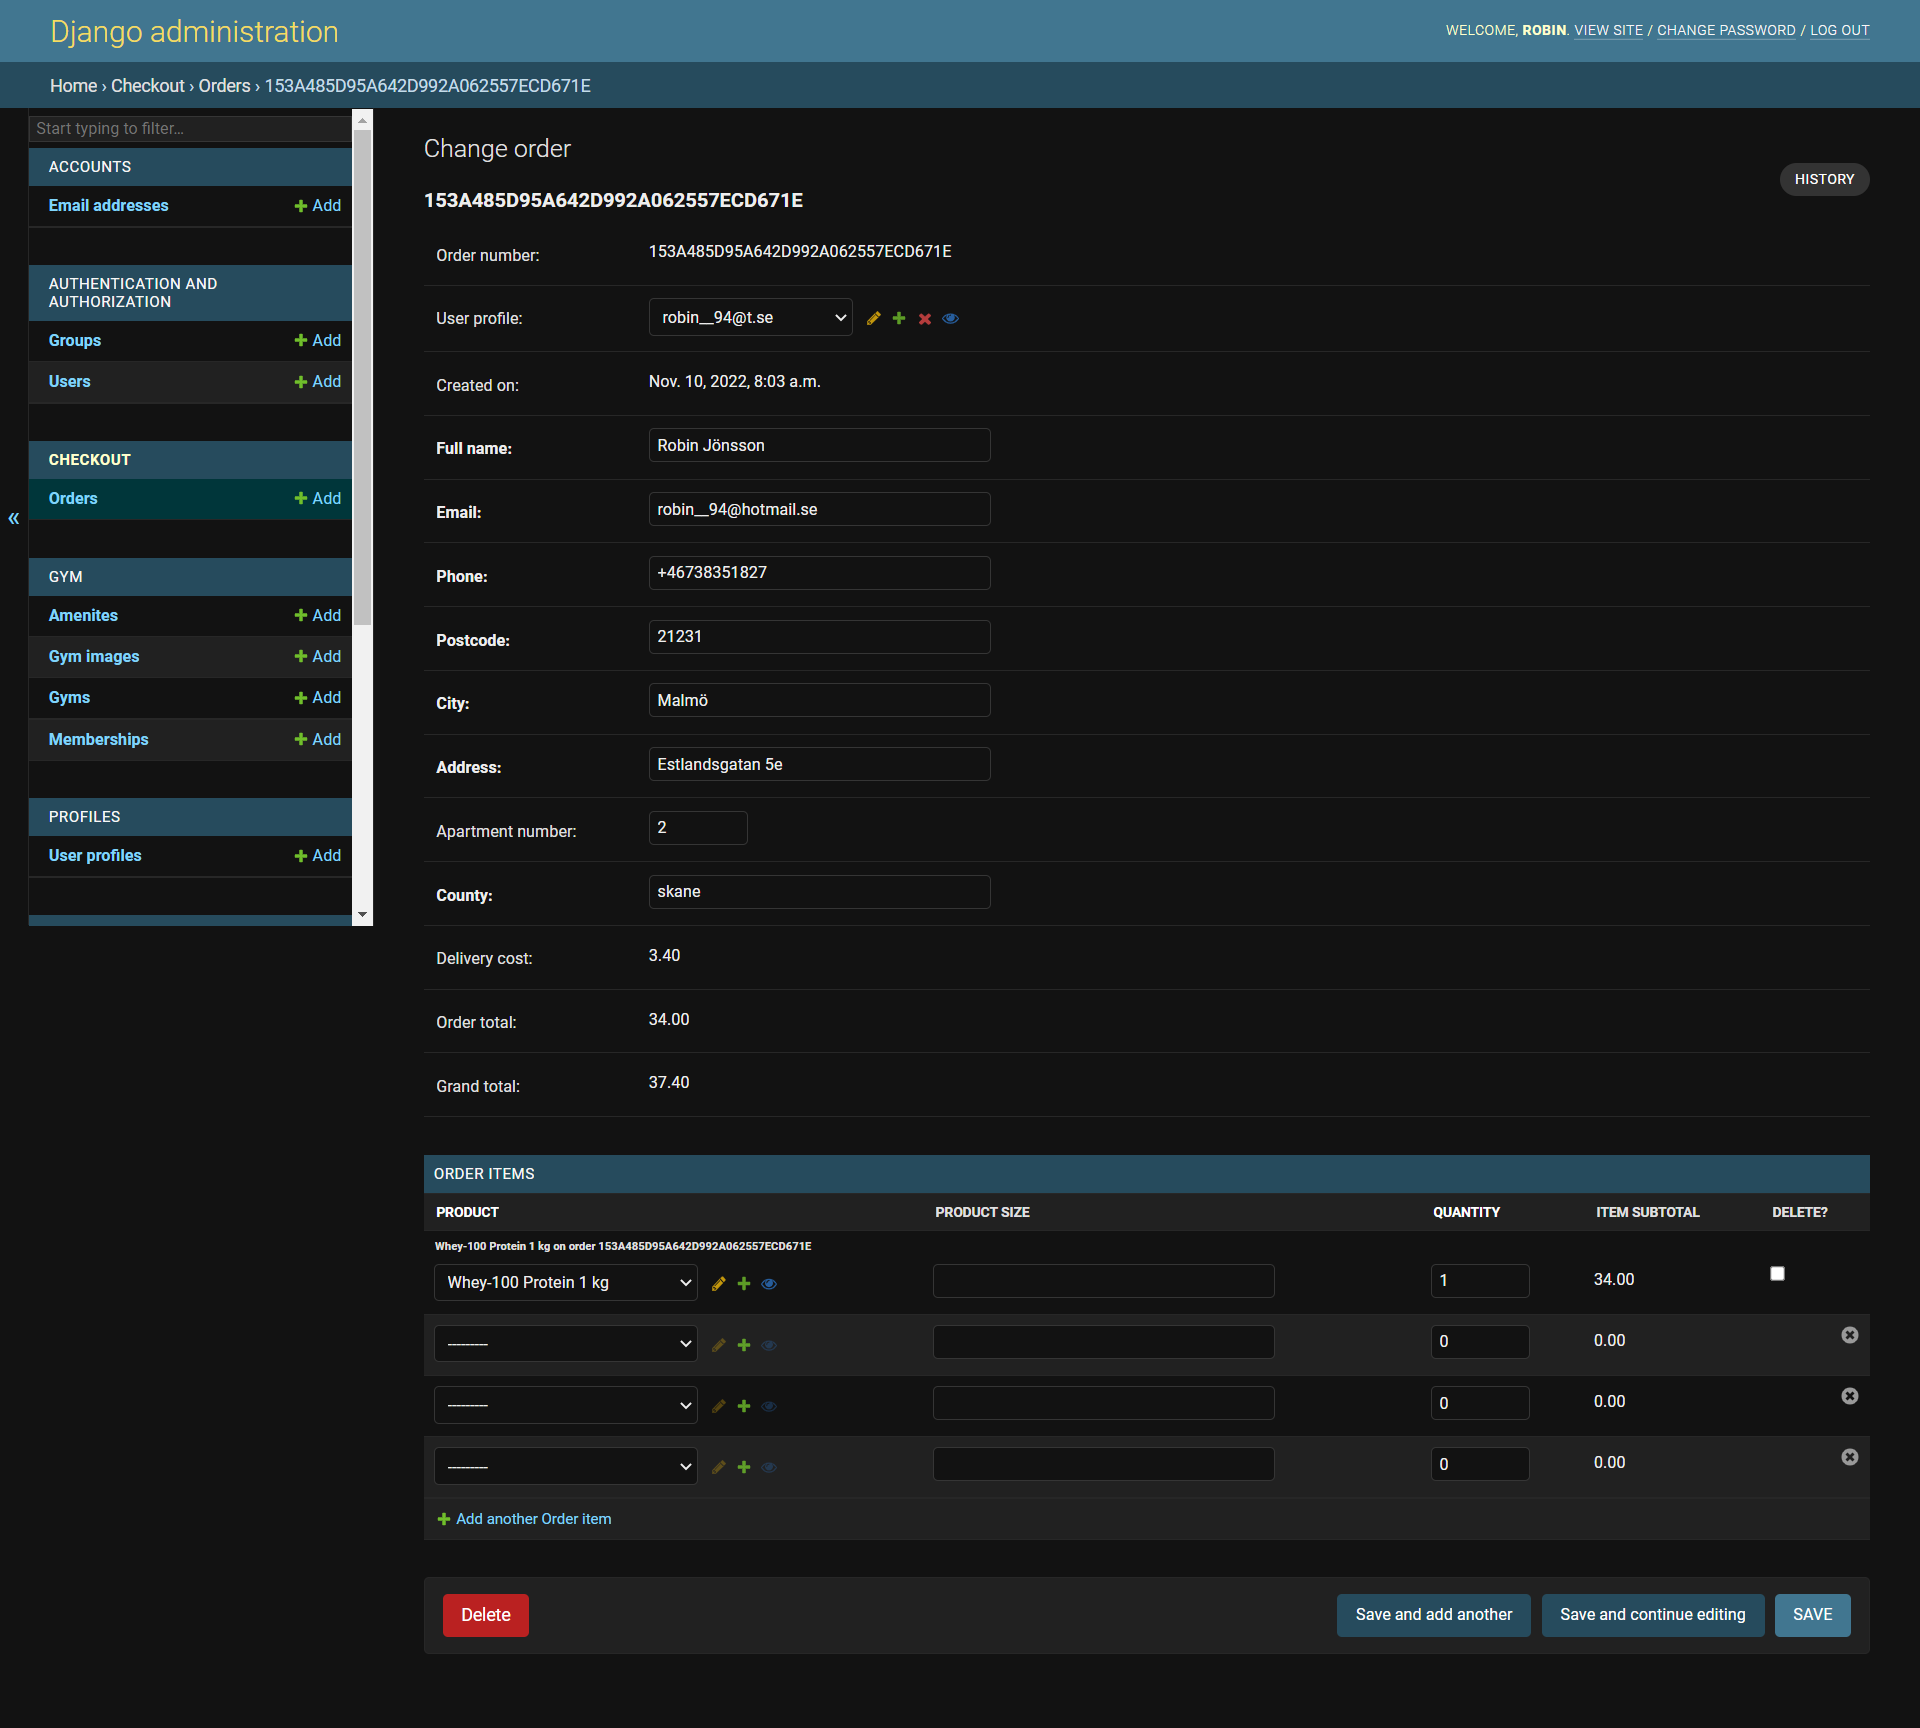 Django administration
WELCOME, ROBIN. VIEW SITE / CHANGE PASSWORD / LOG OUT
Home › Checkout › Orders › 153A485D95A642D992A062557ECD671E
Start typing to filter...
ACCOUNTS
Email addresses Add
AUTHENTICATION AND
AUTHORIZATION
Groups Add
Users Add
CHECKOUT
Orders Add
«
GYM
Amenites Add
Gym images Add
Gyms Add
Memberships Add
PROFILES
User profiles Add
Change order
HISTORY
153A485D95A642D992A062557ECD671E
Order number: 153A485D95A642D992A062557ECD671E
User profile: robin__94@t.se
Created on: Nov. 10, 2022, 8:03 a.m.
Full name: Robin Jönsson
Email: robin__94@hotmail.se
Phone: +46738351827
Postcode: 21231
City: Malmö
Address: Estlandsgatan 5e
Apartment number: 2
County: skane
Delivery cost: 3.40
Order total: 34.00
Grand total: 37.40
ORDER ITEMS
PRODUCT PRODUCT SIZE QUANTITY ITEM SUBTOTAL DELETE?
Whey-100 Protein 1 kg on order 153A485D95A642D992A062557ECD671E
Whey-100 Protein 1 kg 1 34.00
--------- 0 0.00
--------- 0 0.00
--------- 0 0.00
Add another Order item
Delete Save and add another Save and continue editing SAVE